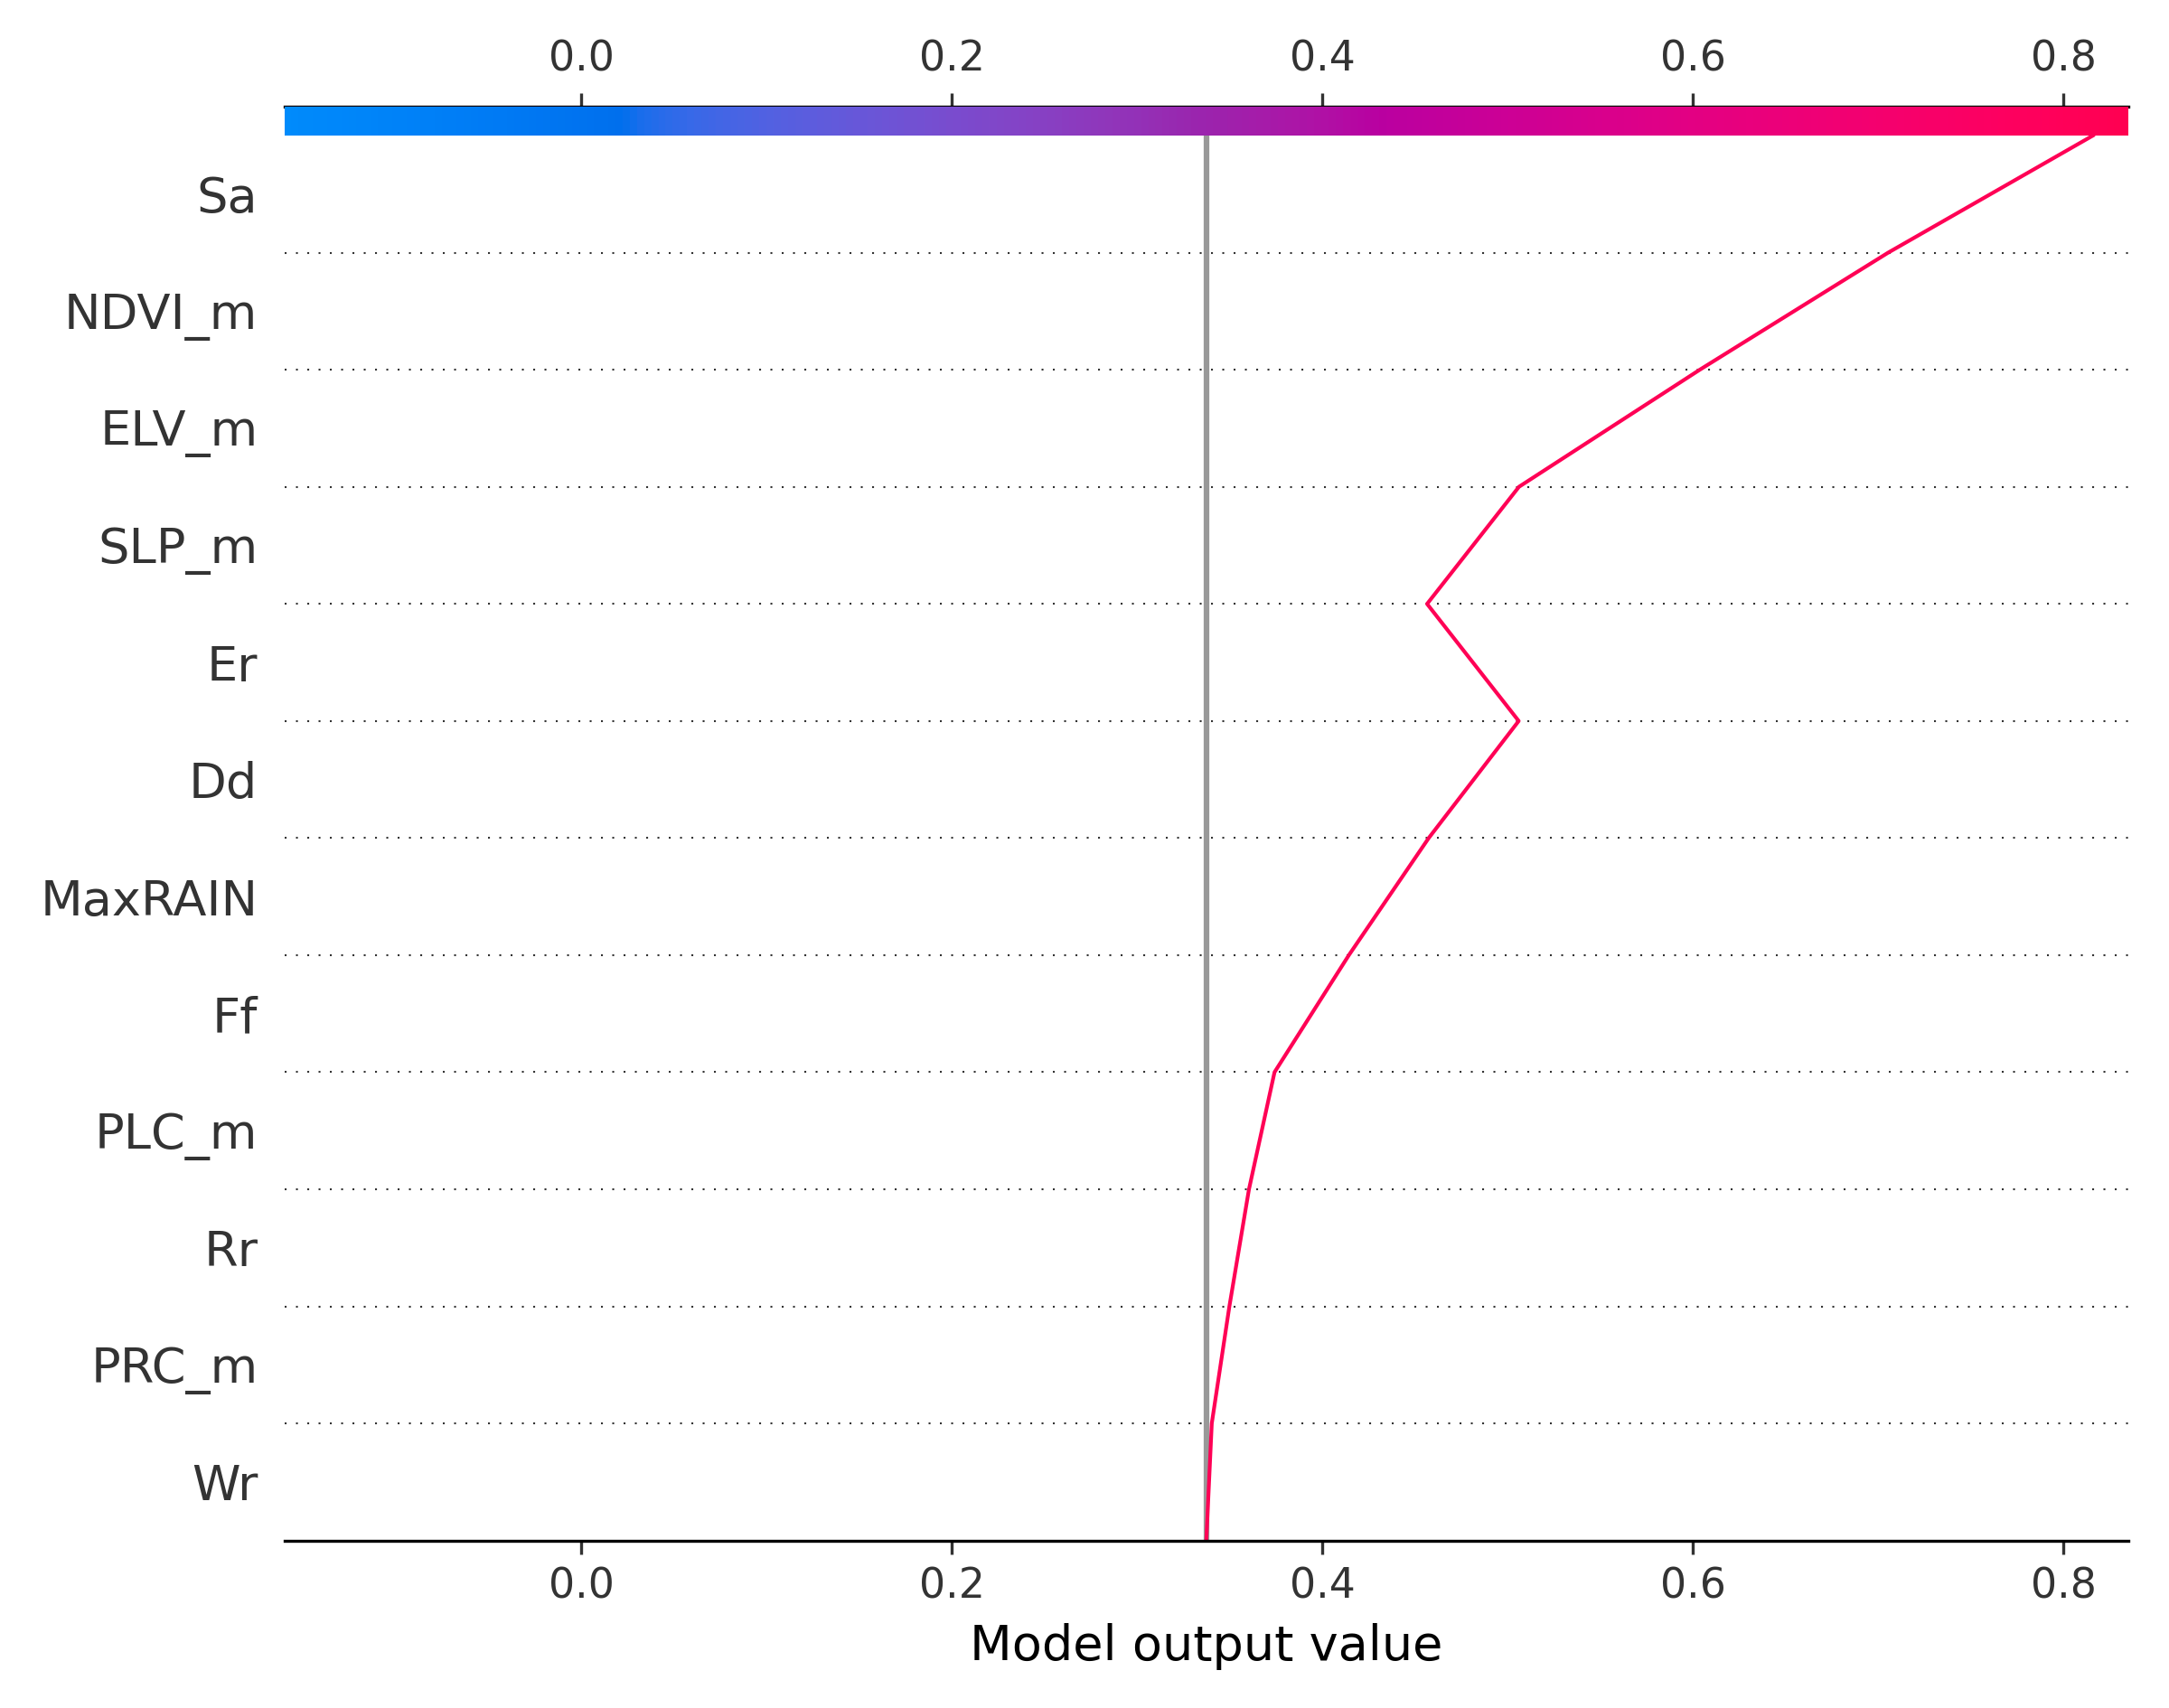 0.0 0.2 0.4 0.6 0.8
Sa
NDVI_m
ELV_m
SLP_m
Er
Dd
MaxRAIN
Ff
PLC_m
Rr
PRC_m
Wr
0.0 0.2 0.4 0.6 0.8
Model output value